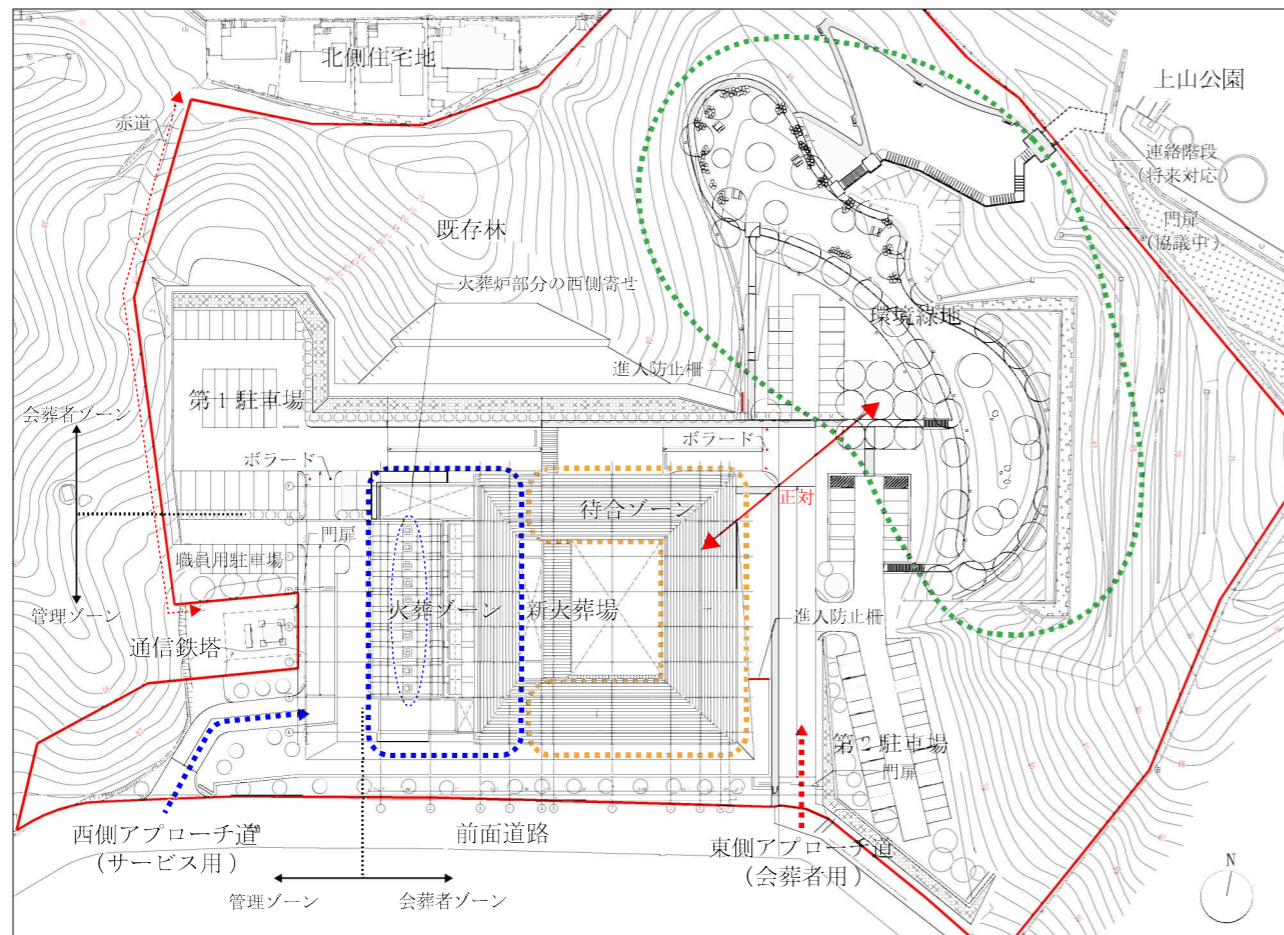 北側住宅地
上山公園
赤道
連絡階段
(将来対応)
門扉
(協議中)
既存林
火葬炉部分の西側寄せ
環境緑地
進入防止柵
第1駐車場
会葬者ゾーン
ボラード
ボラード
正対
待合ゾーン
門扉
職員用駐車場
管理ゾーン
火葬ゾーン
新火葬場
進入防止柵
通信鉄塔
第2駐車場
門扉
西側アプローチ道
(サービス用)
前面道路
東側アプローチ道
(会葬者用)
管理ゾーン
会葬者ゾーン
N